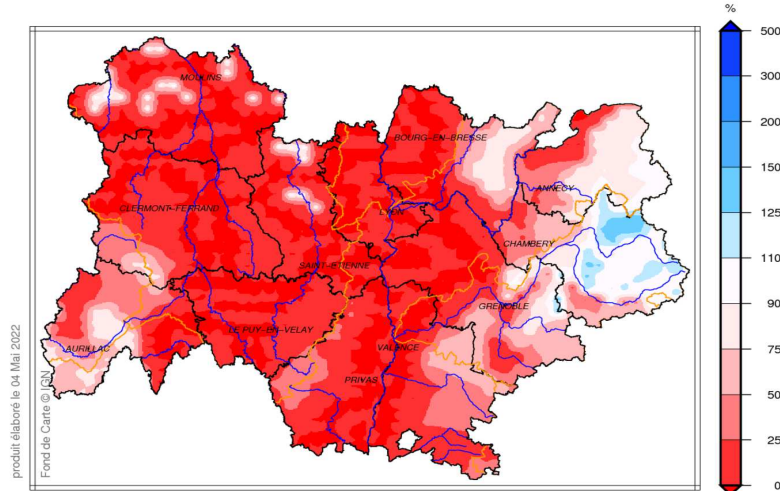 %
500
300
200
150
125
110
90
75
50
25
0
MOULINS
BOURG-EN-BRESSE
ANNECY
CLERMONT-FERRAND
LYON
CHAMBERY
SAINT-ETIENNE
GRENOBLE
LE PUY-EN-VELAY
AURILLAC
VALENCE
PRIVAS
produit élaboré le 04 Mai 2022
Fond de Carte © IGN